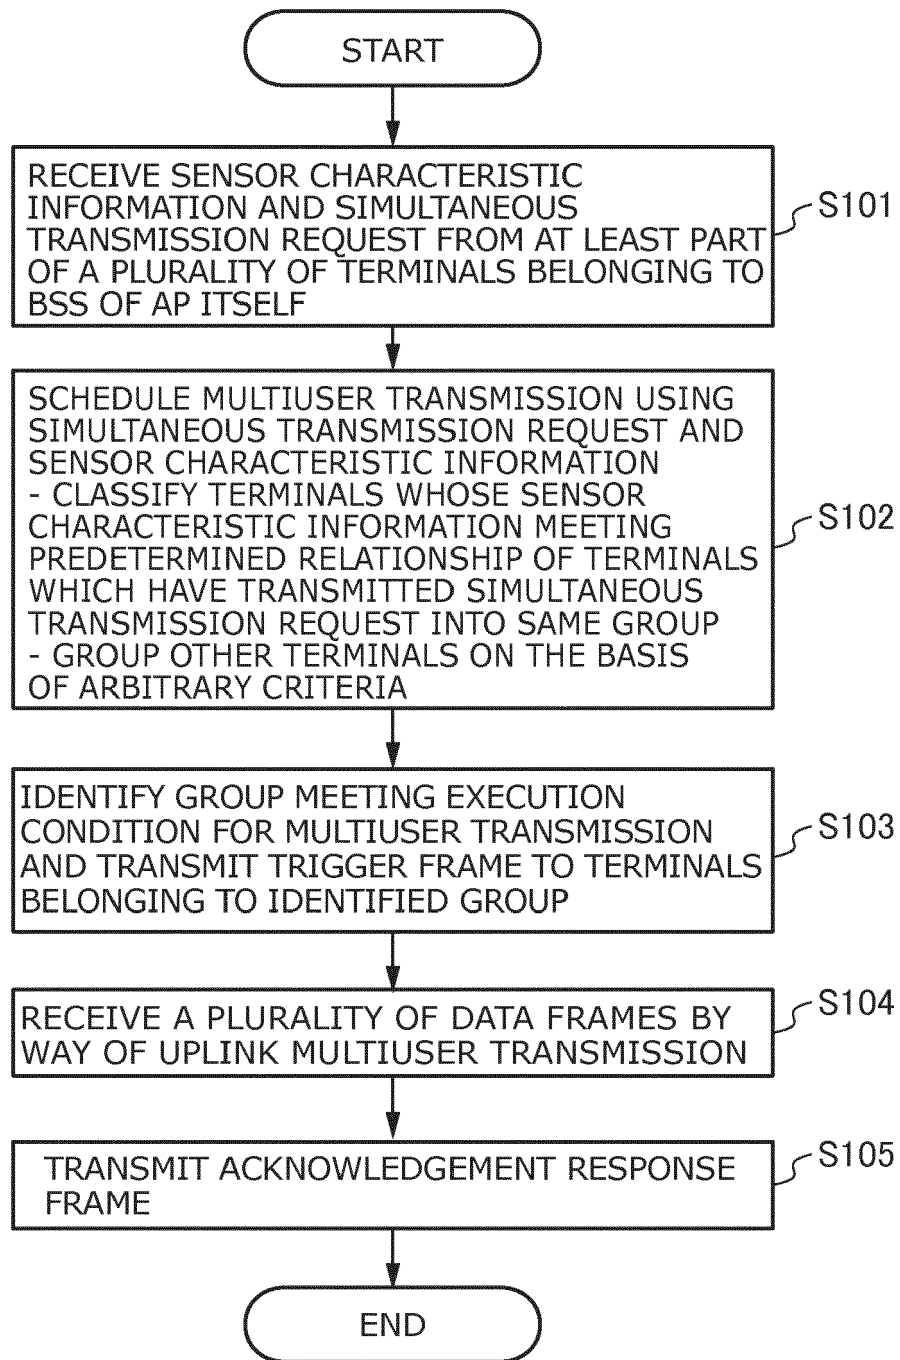 START
RECEIVE SENSOR CHARACTERISTIC
INFORMATION AND SIMULTANEOUS
TRANSMISSION REQUEST FROM AT LEAST PART
OF A PLURALITY OF TERMINALS BELONGING TO
BSS OF AP ITSELF
S101
SCHEDULE MULTIUSER TRANSMISSION USING
SIMULTANEOUS TRANSMISSION REQUEST AND
SENSOR CHARACTERISTIC INFORMATION
- CLASSIFY TERMINALS WHOSE SENSOR
CHARACTERISTIC INFORMATION MEETING
PREDETERMINED RELATIONSHIP OF TERMINALS
WHICH HAVE TRANSMITTED SIMULTANEOUS
TRANSMISSION REQUEST INTO SAME GROUP
- GROUP OTHER TERMINALS ON THE BASIS
OF ARBITRARY CRITERIA
S102
IDENTIFY GROUP MEETING EXECUTION
CONDITION FOR MULTIUSER TRANSMISSION
AND TRANSMIT TRIGGER FRAME TO TERMINALS
BELONGING TO IDENTIFIED GROUP
S103
RECEIVE A PLURALITY OF DATA FRAMES BY
WAY OF UPLINK MULTIUSER TRANSMISSION
S104
TRANSMIT ACKNOWLEDGEMENT RESPONSE
FRAME
S105
END